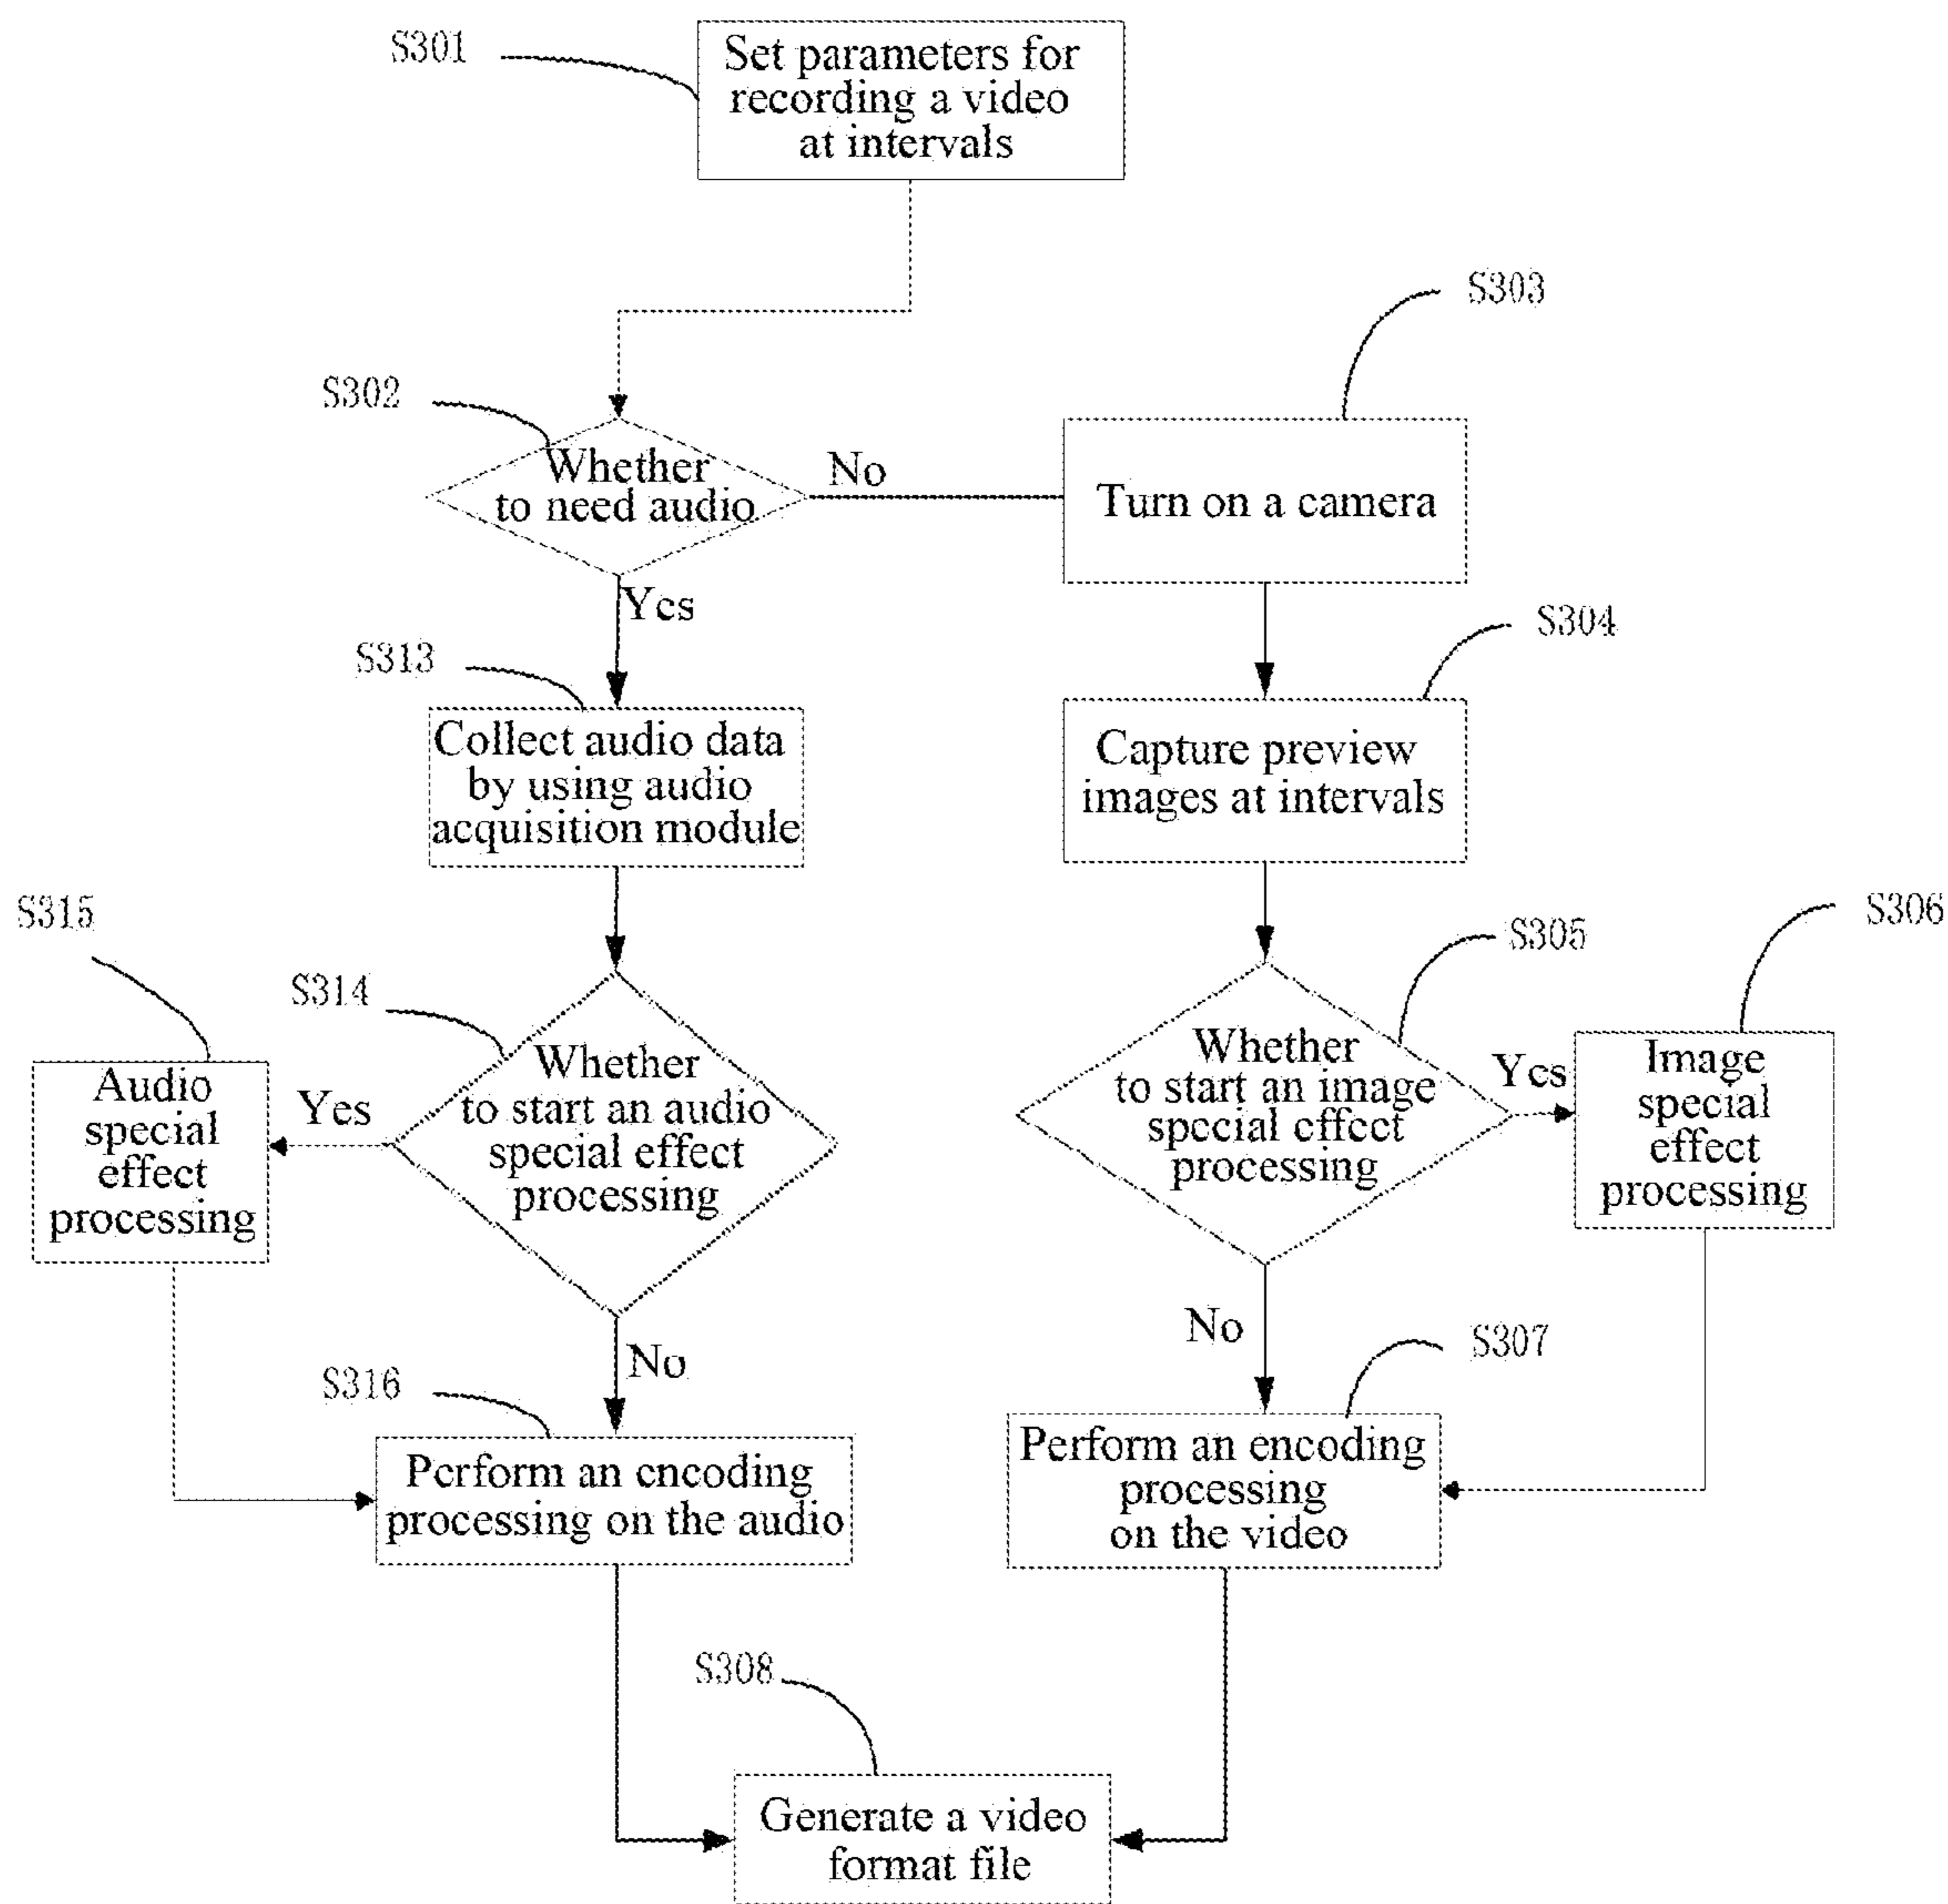 S301
Set parameters for
recording a video
at intervals
S303
S302
Whether
to need audio
No
Turn on a camera
Yes
S304
S313
Collect audio data
by using audio
acquisition module
Capture preview
images at intervals
S315
S306
S305
S314
Audio
special
effect
processing
Yes
Whether
to start an audio
special effect
processing
Whether
to start an image
special effect
processing
Yes
Image
special
effect
processing
No
No
S307
S316
Perform an encoding
processing on the audio
Perform an encoding
processing
on the video
S308
Generate a video
format file